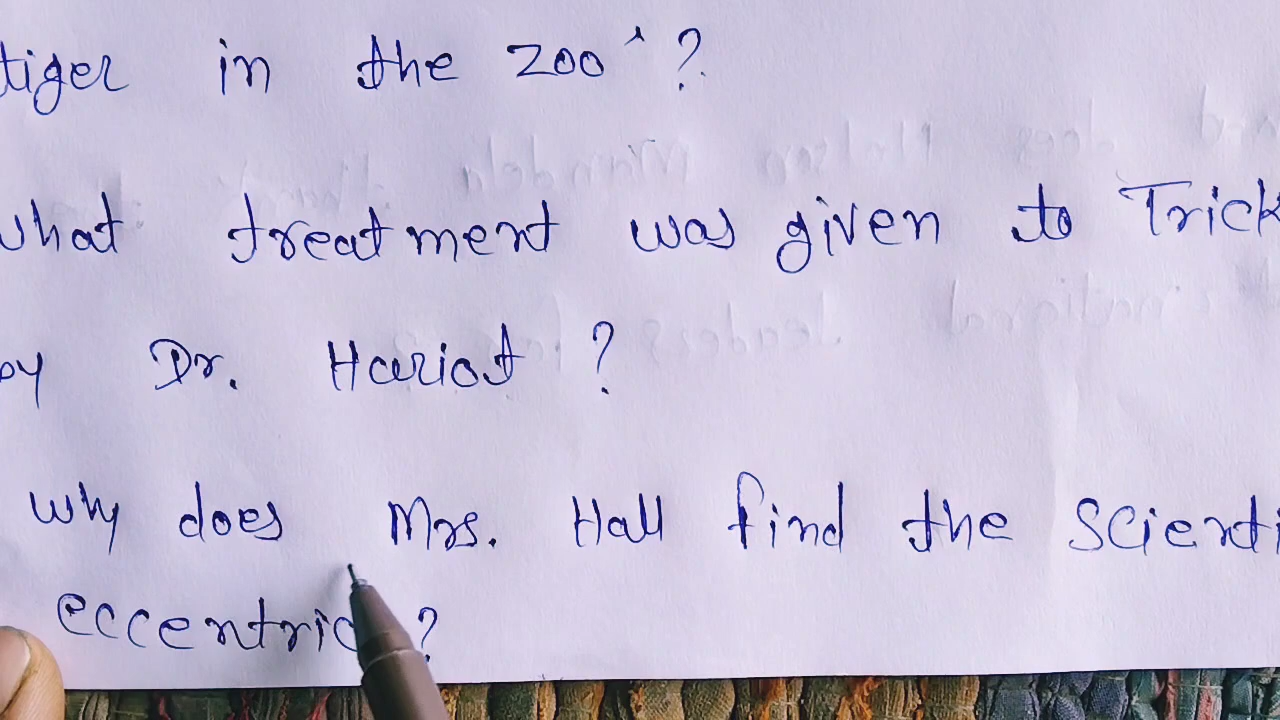 tiger in the zoo'?
what treatment was given to Trick
by Dr. Hariot?
Why does Mrs. Hall find the Scienti
eccentric?